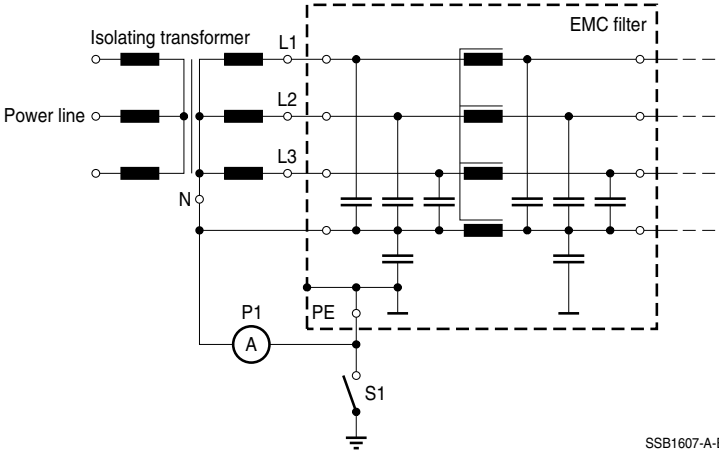 EMC filter
Isolating transformer
L1
Power line
L2
L3
N
P1
PE
A
S1
SSB1607-A-E